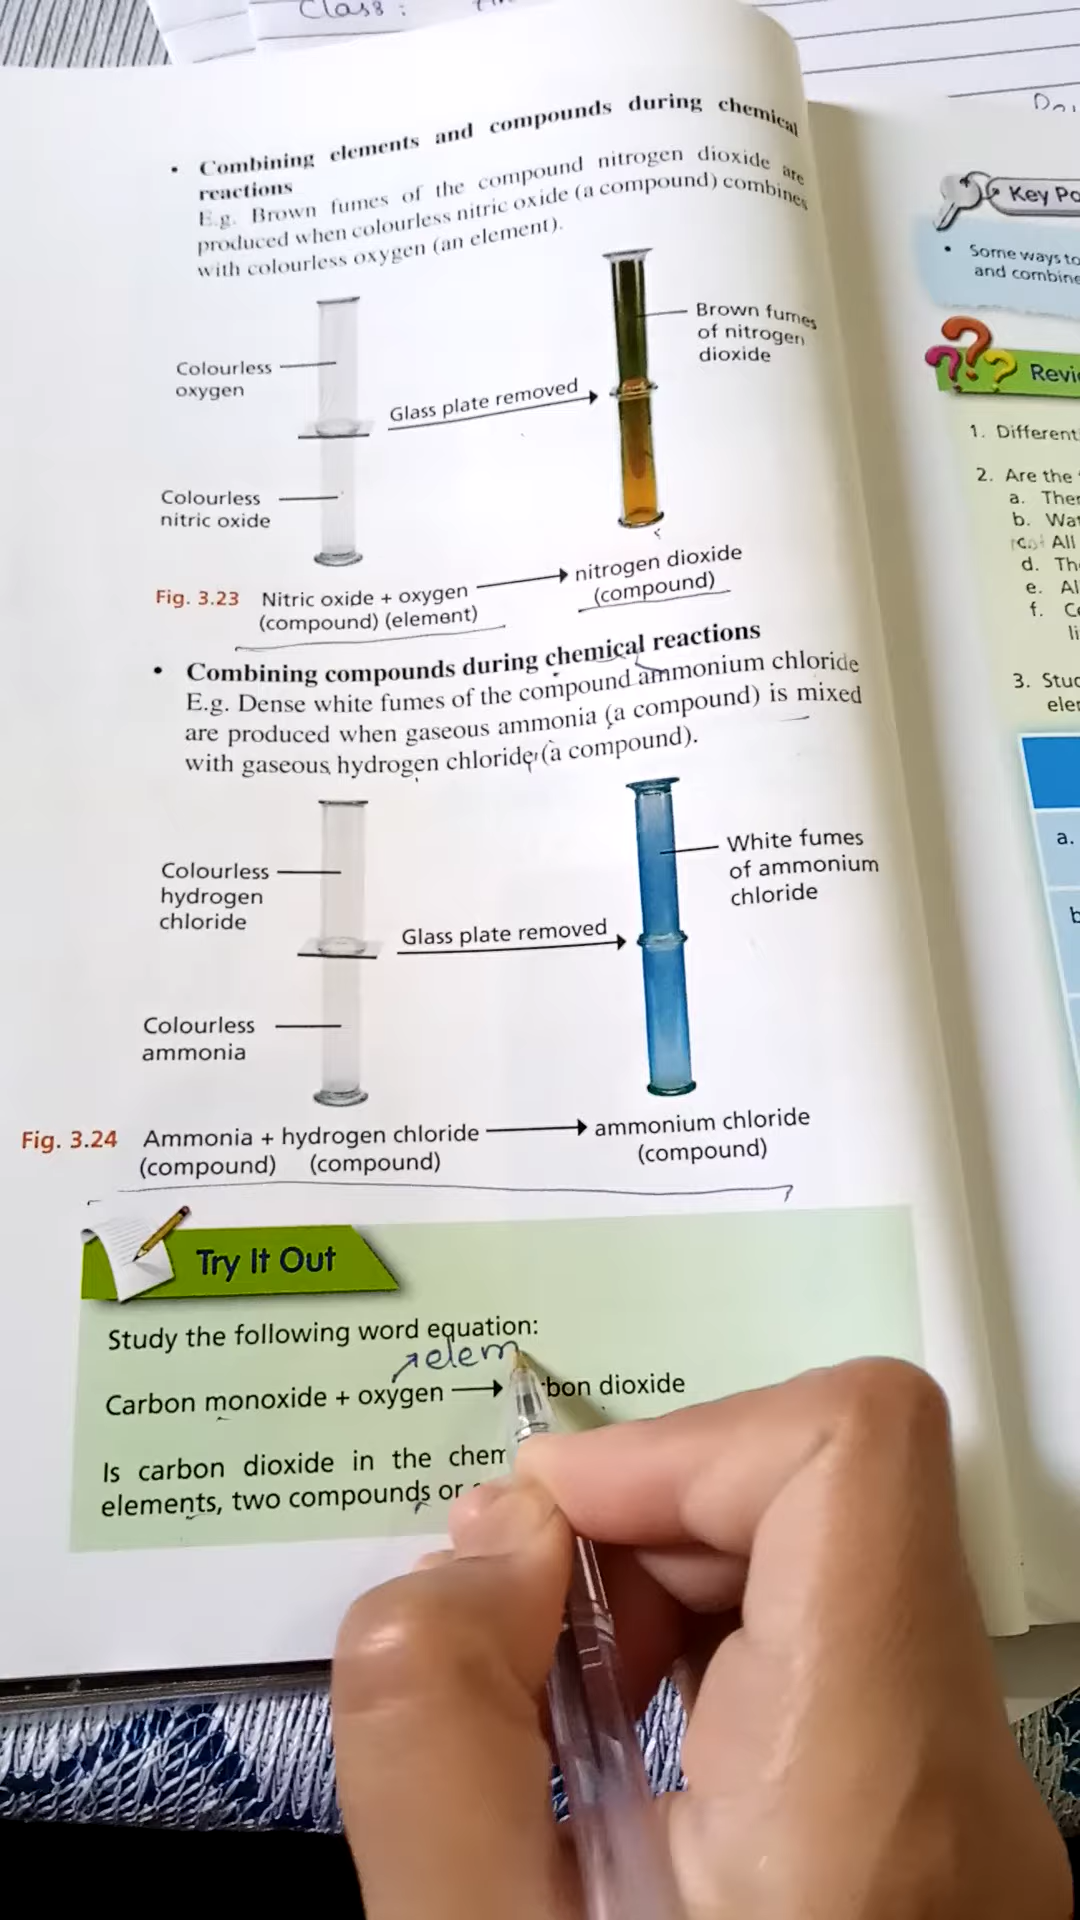 Class :
• Combining elements and compounds during chemical
reactions
E.g. Brown fumes of the compound nitrogen dioxide are
produced when colourless nitric oxide (a compound) combines
with colourless oxygen (an element).
Colourless
oxygen
Glass plate removed
Brown fumes
of nitrogen
dioxide
Colourless
nitric oxide
Fig. 3.23 Nitric oxide + oxygen → nitrogen dioxide
(compound) (element) (compound)
• Combining compounds during chemical reactions
E.g. Dense white fumes of the compound ammonium chloride
are produced when gaseous ammonia (a compound) is mixed
with gaseous hydrogen chloride (a compound).
Colourless
hydrogen
chloride
Glass plate removed
White fumes
of ammonium
chloride
Colourless
ammonia
Fig. 3.24 Ammonia + hydrogen chloride → ammonium chloride
(compound) (compound) (compound)
Try It Out
Study the following word equation:
elem
Carbon monoxide + oxygen → bon dioxide
Is carbon dioxide in the chem
elements, two compounds or
Key Po
• Some ways to
and combine
Revi
1. Different
2. Are the
a. Ther
b. Wat
All
d. Th
e. Al
f. Ce
li
3. Stud
eler
a.
b